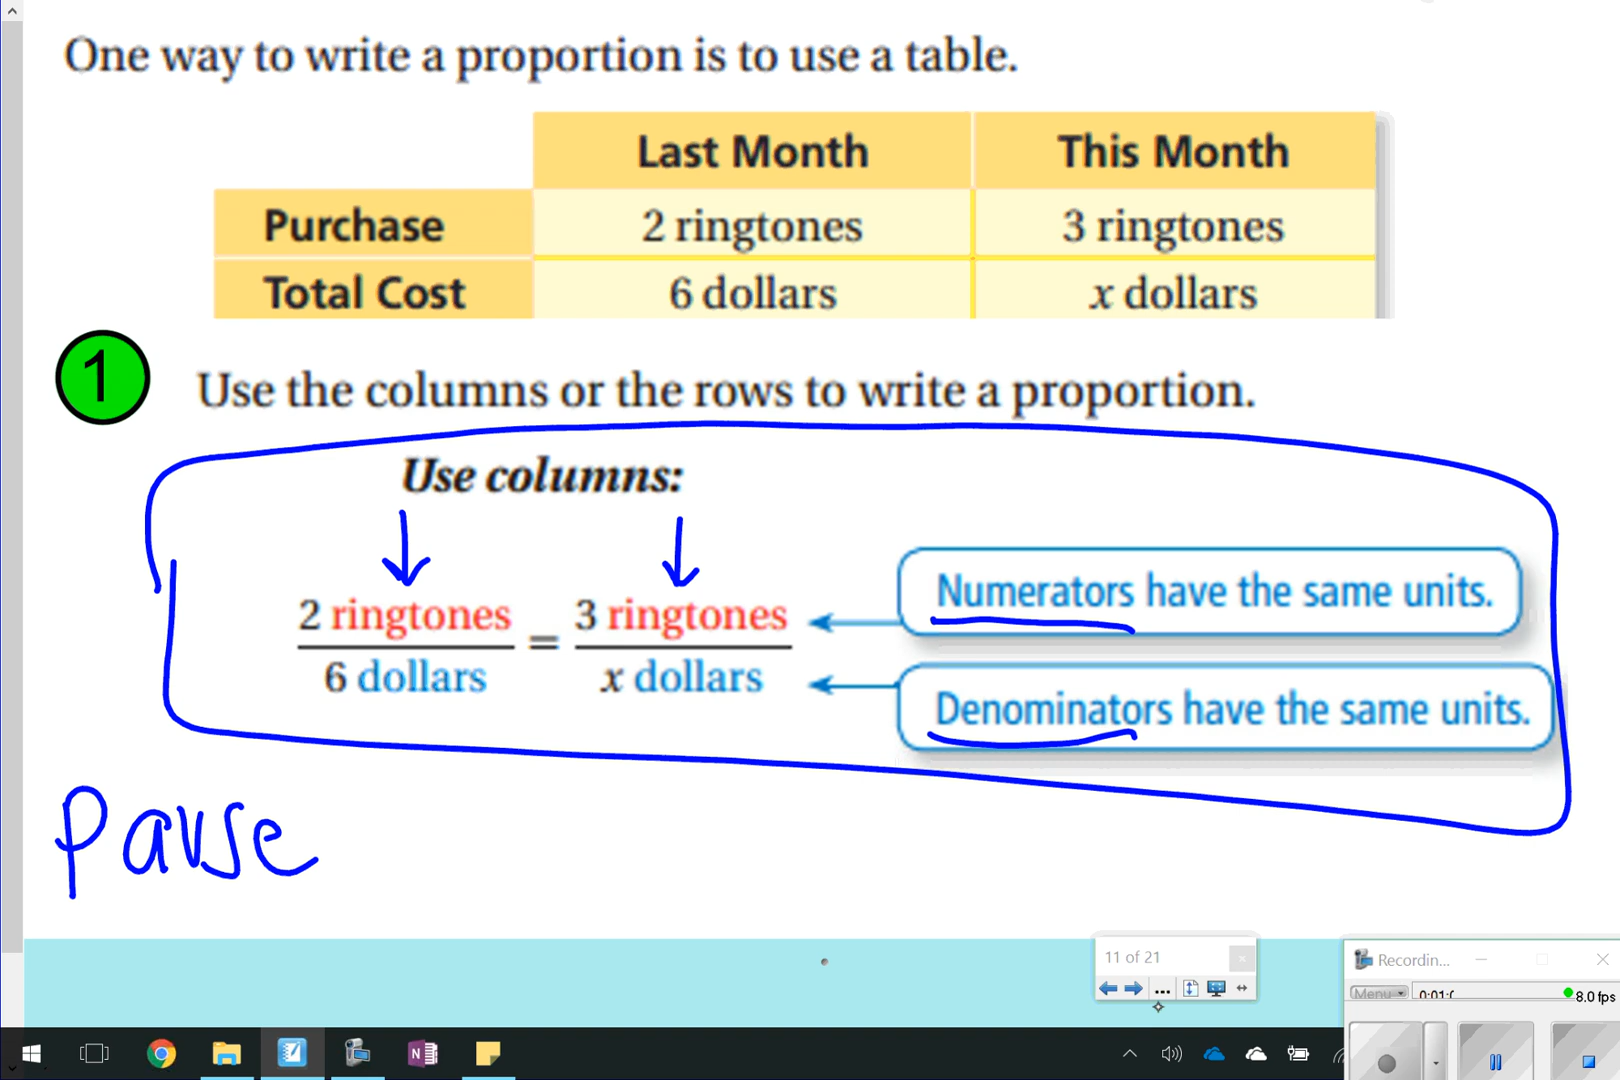 One way to write a proportion is to use a table.
Last Month This Month
Purchase 2 ringtones 3 ringtones
Total Cost 6 dollars x dollars
1 Use the columns or the rows to write a proportion.
Use columns:
2 ringtones = 3 ringtones
6 dollars x dollars
Numerators have the same units.
Denominators have the same units.
Pause
11 of 21
Recordin...
Menu
8.0 fps
N